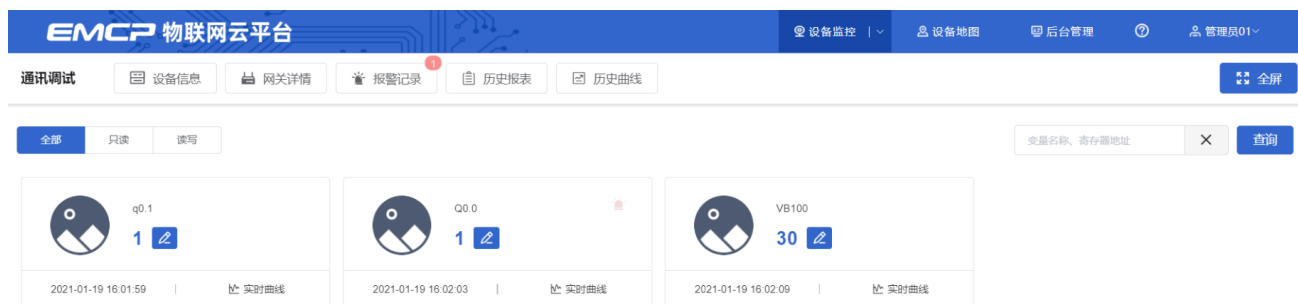 EMCP 物联网云平台 设备监控 设备地图 后台管理 管理员01
通讯调试 设备信息 网关详情 报警记录 1 历史报表 历史曲线 全屏
全部 只读 读写 变量名称、寄存器地址 查询
q0.1 Q0.0 VB100
1 1 30
2021-01-19 16:01:59 实时曲线 2021-01-19 16:02:03 实时曲线 2021-01-19 16:02:09 实时曲线